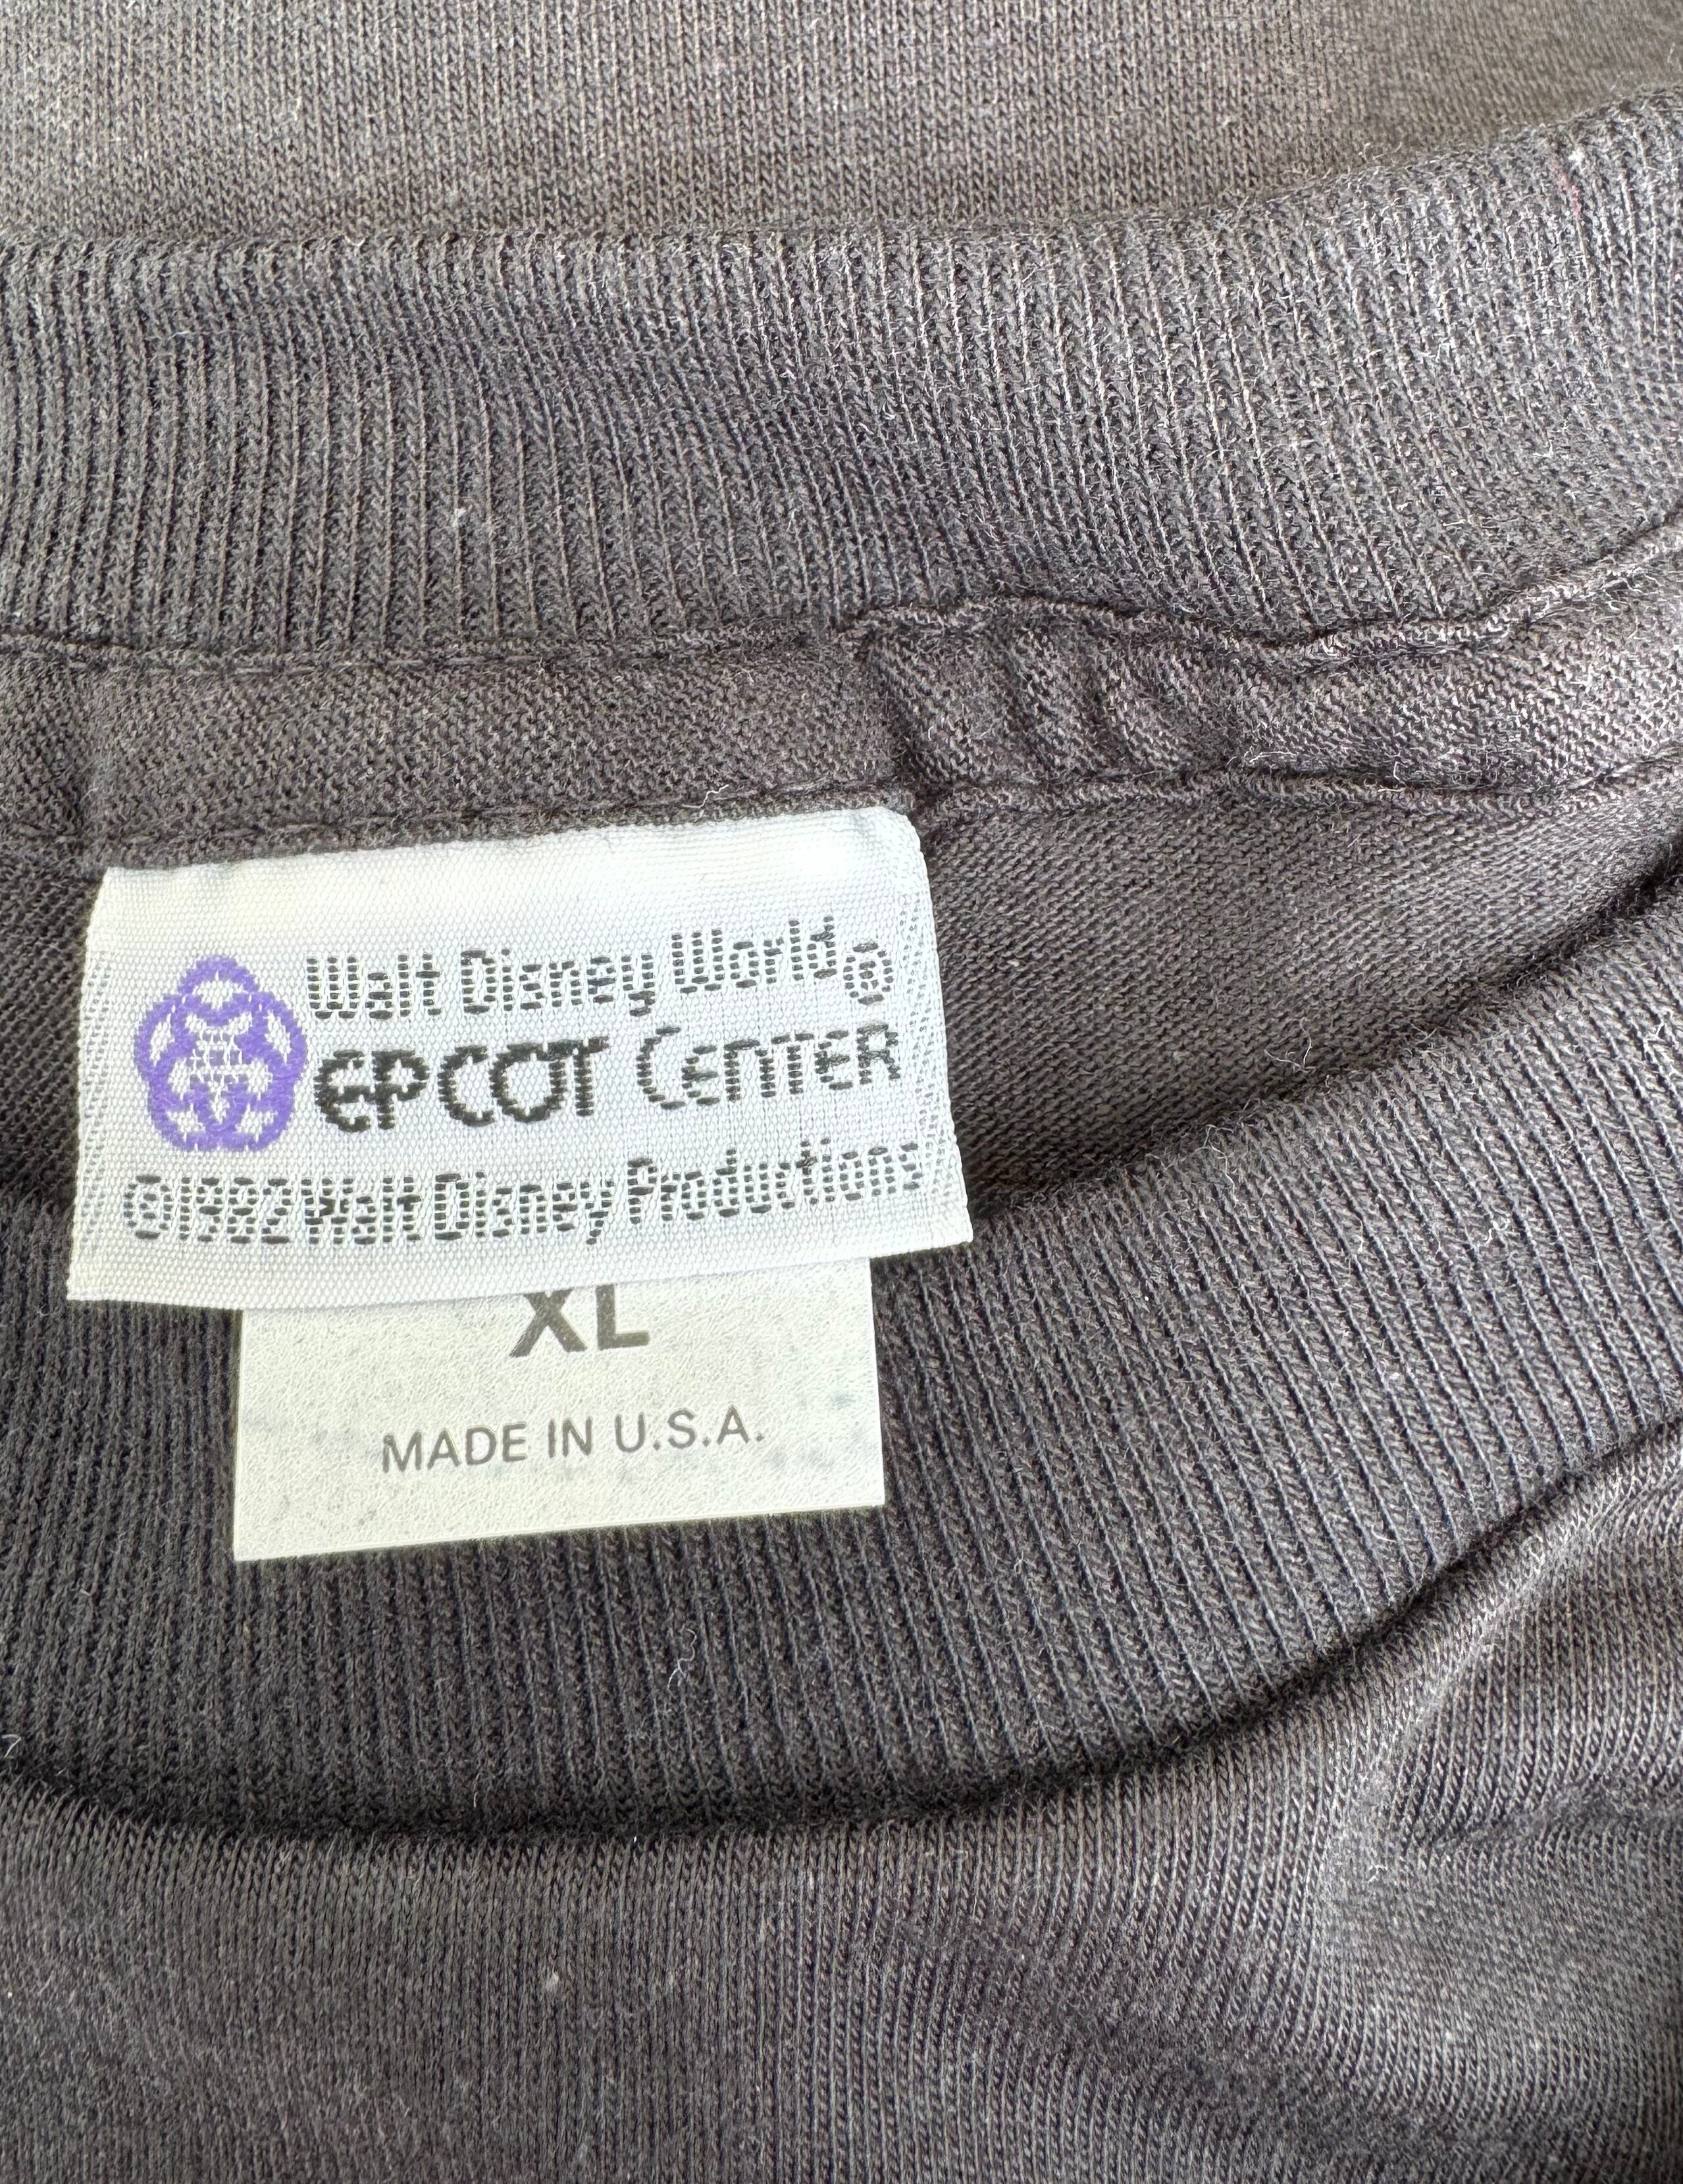 Walt Disney World®
EPCOT CENTER
©1982 Walt Disney Productions
XL
MADE IN U.S.A.